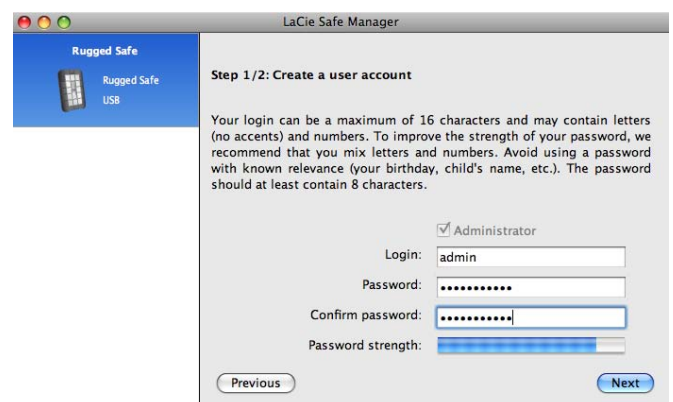 LaCie Safe Manager
Rugged Safe
Rugged Safe
USB
Step 1/2: Create a user account
Your login can be a maximum of 16 characters and may contain letters
(no accents) and numbers. To improve the strength of your password, we
recommend that you mix letters and numbers. Avoid using a password
with known relevance (your birthday, child's name, etc.). The password
should at least contain 8 characters.
Administrator
Login: admin
Password: •••••••••••
Confirm password: •••••••••••
Password strength:
Previous Next